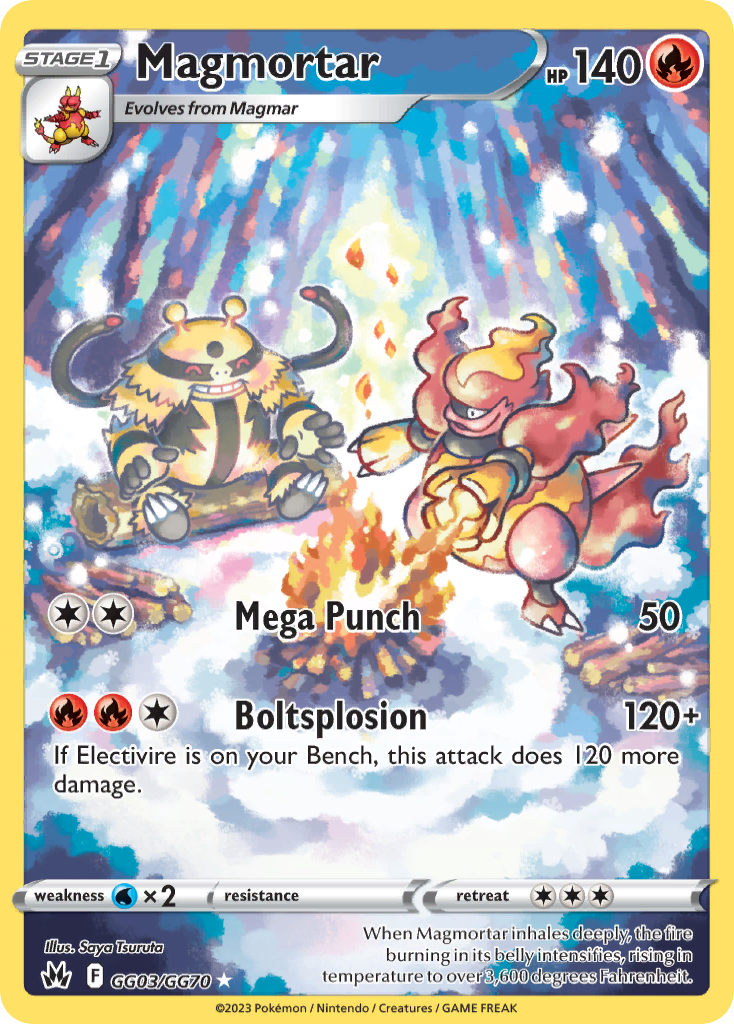 STAGE1
Magmortar
HP 140
Evolves from Magmar
Mega Punch 50
Boltsplosion 120+
If Electivire is on your Bench, this attack does 120 more
damage.
weakness ×2 resistance retreat
Illus. Saya Tsuruta
When Magmortar inhales deeply, the fire
burning in its belly intensifies, rising in
temperature to over 3,600 degrees Fahrenheit.
F GG03/GG70
©2023 Pokémon / Nintendo / Creatures / GAME FREAK